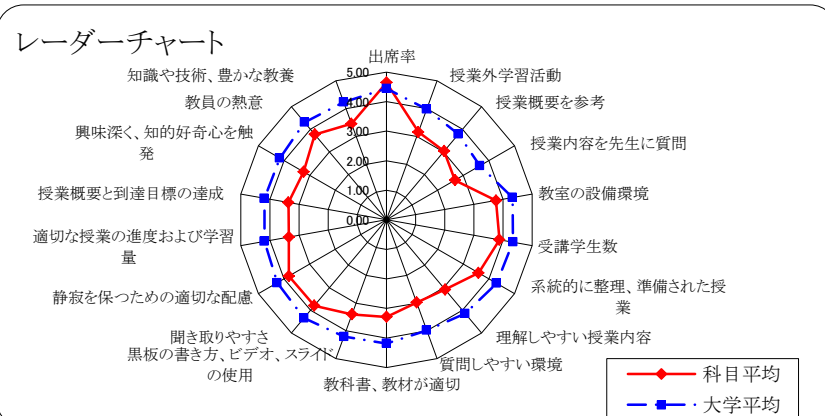 レーダーチャート
出席率
授業外学習活動
授業概要を参考
授業内容を先生に質問
教室の設備環境
受講学生数
系統的に整理、準備された授
業
理解しやすい授業内容
質問しやすい環境
教科書、教材が適切
黒板の書き方、ビデオ、スライド
の使用
聞き取りやすさ
静寂を保つための適切な配慮
適切な授業の進度および学習
量
授業概要と到達目標の達成
興味深く、知的好奇心を触
発
教員の熱意
知識や技術、豊かな教養
5.00
4.00
3.00
2.00
1.00
0.00
科目平均
大学平均